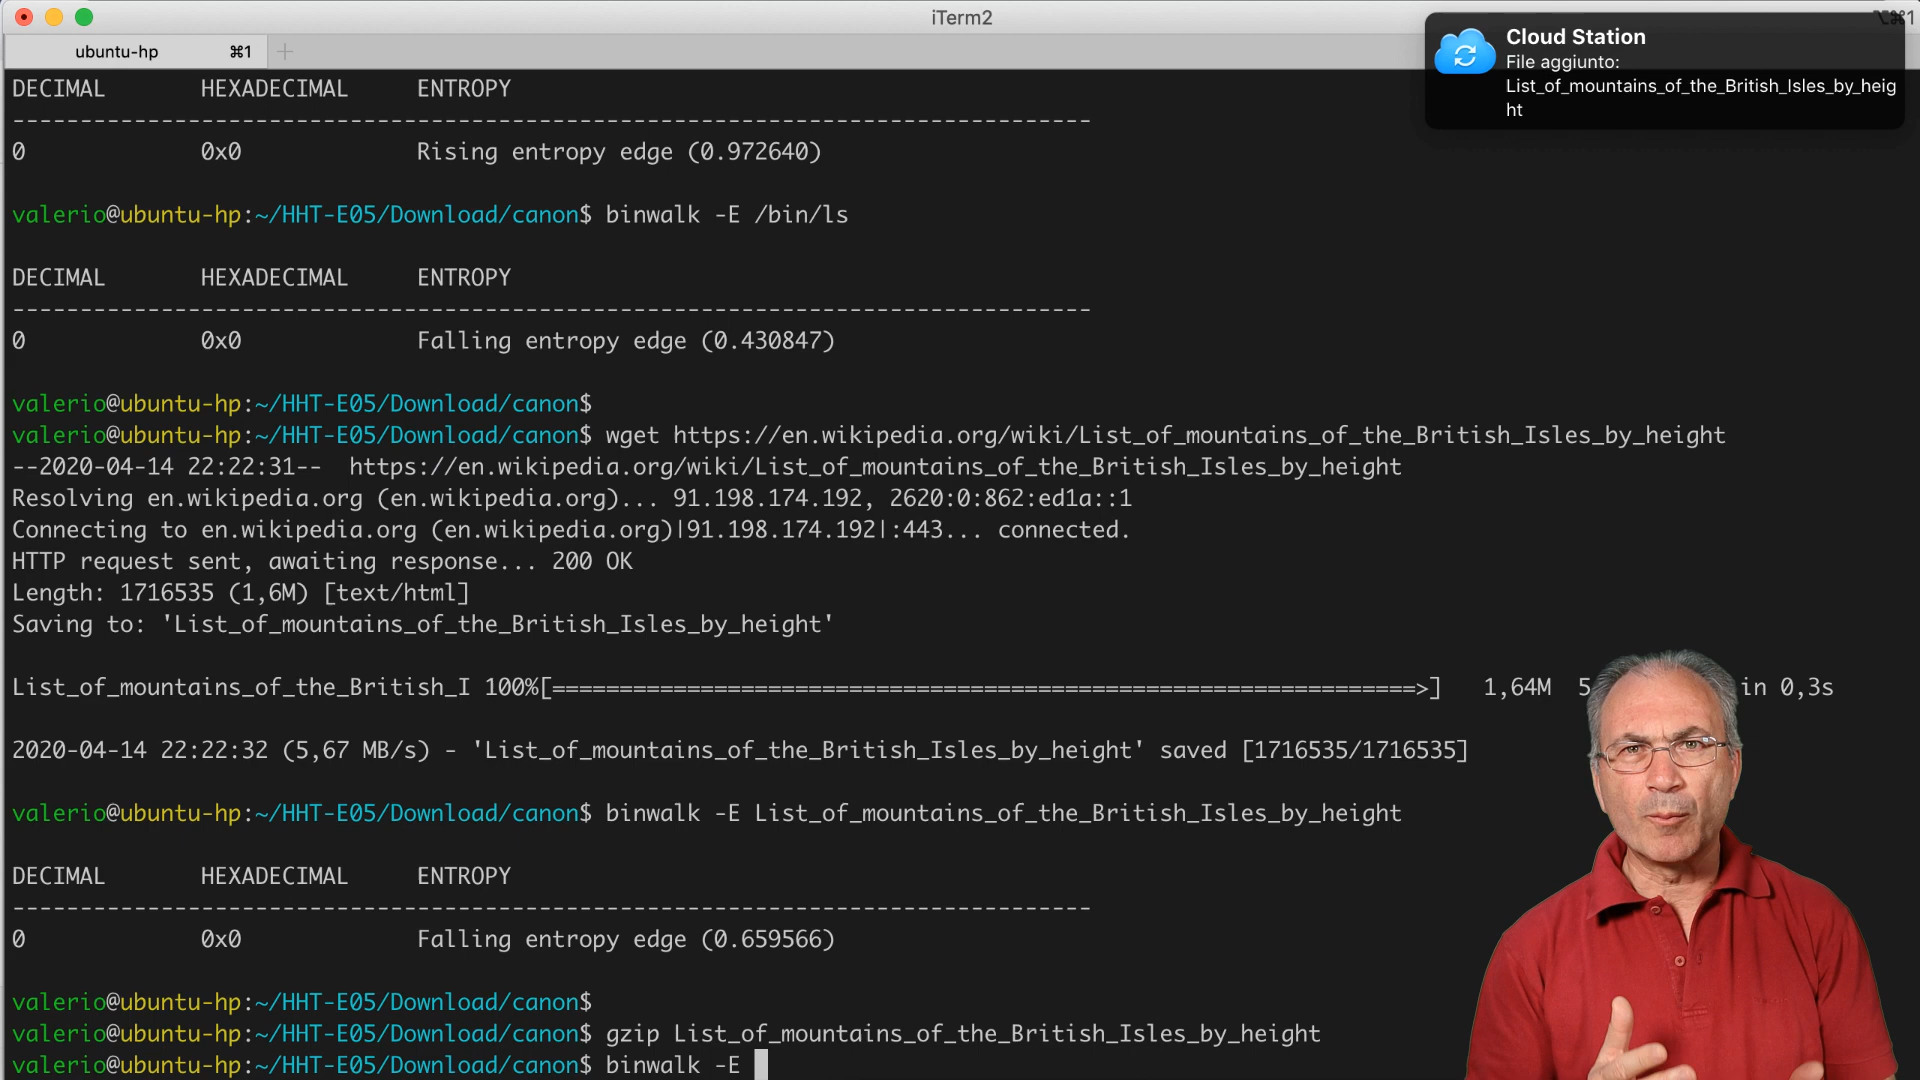 iTerm2
⌥⌘1
ubuntu-hp ⌘1
Cloud Station
File aggiunto:
List_of_mountains_of_the_British_Isles_by_heig
ht
DECIMAL HEXADECIMAL ENTROPY
--------------------------------------------------------------------------------
0 0x0 Rising entropy edge (0.972640)
valerio@ubuntu-hp:~/HHT-E05/Download/canon$ binwalk -E /bin/ls
DECIMAL HEXADECIMAL ENTROPY
--------------------------------------------------------------------------------
0 0x0 Falling entropy edge (0.430847)
valerio@ubuntu-hp:~/HHT-E05/Download/canon$
valerio@ubuntu-hp:~/HHT-E05/Download/canon$ wget https://en.wikipedia.org/wiki/List_of_mountains_of_the_British_Isles_by_height
--2020-04-14 22:22:31-- https://en.wikipedia.org/wiki/List_of_mountains_of_the_British_Isles_by_height
Resolving en.wikipedia.org (en.wikipedia.org)... 91.198.174.192, 2620:0:862:ed1a::1
Connecting to en.wikipedia.org (en.wikipedia.org)|91.198.174.192|:443... connected.
HTTP request sent, awaiting response... 200 OK
Length: 1716535 (1,6M) [text/html]
Saving to: 'List_of_mountains_of_the_British_Isles_by_height'
List_of_mountains_of_the_British_I 100%[================================================================>] 1,64M 5 in 0,3s
2020-04-14 22:22:32 (5,67 MB/s) - 'List_of_mountains_of_the_British_Isles_by_height' saved [1716535/1716535]
valerio@ubuntu-hp:~/HHT-E05/Download/canon$ binwalk -E List_of_mountains_of_the_British_Isles_by_height
DECIMAL HEXADECIMAL ENTROPY
--------------------------------------------------------------------------------
0 0x0 Falling entropy edge (0.659566)
valerio@ubuntu-hp:~/HHT-E05/Download/canon$
valerio@ubuntu-hp:~/HHT-E05/Download/canon$ gzip List_of_mountains_of_the_British_Isles_by_height
valerio@ubuntu-hp:~/HHT-E05/Download/canon$ binwalk -E